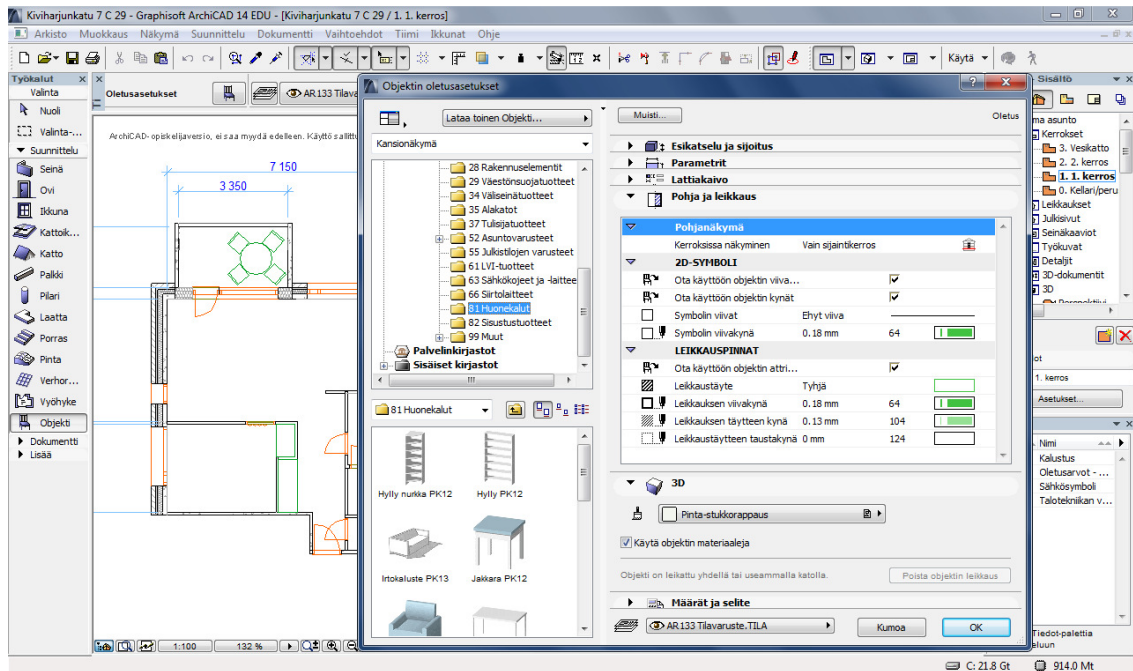 Kiviharjunkatu 7 C 29 - Graphisoft ArchiCAD 14 EDU - [Kiviharjunkatu 7 C 29 / 1. 1. kerros]
Arkisto Muokkaus Näkymä Suunnittelu Dokumentti Vaihtoehdot Tiimi Ikkunat Ohje
Käytä
Työkalut
Valinta
Nuoli
Valinta-...
Suunnittelu
Seinä
Ovi
Ikkuna
Kattoik...
Katto
Palkki
Pilari
Laatta
Porras
Pinta
Verhor...
Vyöhyke
Objekti
Dokumentti
Lisää
Oletusasetukset
AR133 Tilava
ArchiCAD-opiskelijaversio, ei saa myydä edelleen. Käyttö sallittu
7 150
3 350
1:100
132 %
Objektin oletusasetukset
Lataa toinen Objekti...
Kansionäkymä
28 Rakennuselementit
29 Väestönsuojatuotteet
34 Väliseinätuotteet
35 Alakatot
37 Tulisijatuotteet
52 Asuntovarusteet
55 Julkistilojen varusteet
61 LVI-tuotteet
63 Sähkökojeet ja -laittee
66 Siirtolaitteet
81 Huonekalut
82 Sisustustuotteet
99 Muut
Palvelinkirjastot
Sisäiset kirjastot
81 Huonekalut
Hylly nurkka PK12
Hylly PK12
Irtokaluste PK13
Jakkara PK12
Muisti...
Oletus
Esikatselu ja sijoitus
Parametrit
Lattiakaivo
Pohja ja leikkaus
Pohjanäkymä
Kerroksissa näkyminen Vain sijaintikerros
2D-SYMBOLI
Ota käyttöön objektin viiva...
Ota käyttöön objektin kynät
Symbolin viivat Ehyt viiva
Symbolin viivakynä 0.18 mm 64
LEIKKAUSPINNAT
Ota käyttöön objektin attri...
Leikkaustäyte Tyhjä
Leikkauksen viivakynä 0.18 mm 64
Leikkauksen täytteen kynä 0.13 mm 104
Leikkaustäytteen taustakynä 0 mm 124
3D
Pinta-stukkorappaus
Käytä objektin materiaaleja
Objekti on leikattu yhdellä tai useammalla katolla.
Poista objektin leikkaus
Määrät ja selite
AR133 Tilavaruste.TILA
Kumoa
OK
Sisältö
ma asunto
Kerrokset
3. Vesikatto
2. 2. kerros
1. 1. kerros
0. Kellari/peru
Leikkaukset
Julkisivut
Seinäkaaviot
Työkuvat
Detaljit
3D-dokumentit
3D
1. kerros
Asetukset...
Nimi
Kalustus
Oletusarvot - ...
Sähkösymboli
Talotekniikan v...
Tiedot-palettia
eluun
C: 21.8 Gt
914.0 Mt